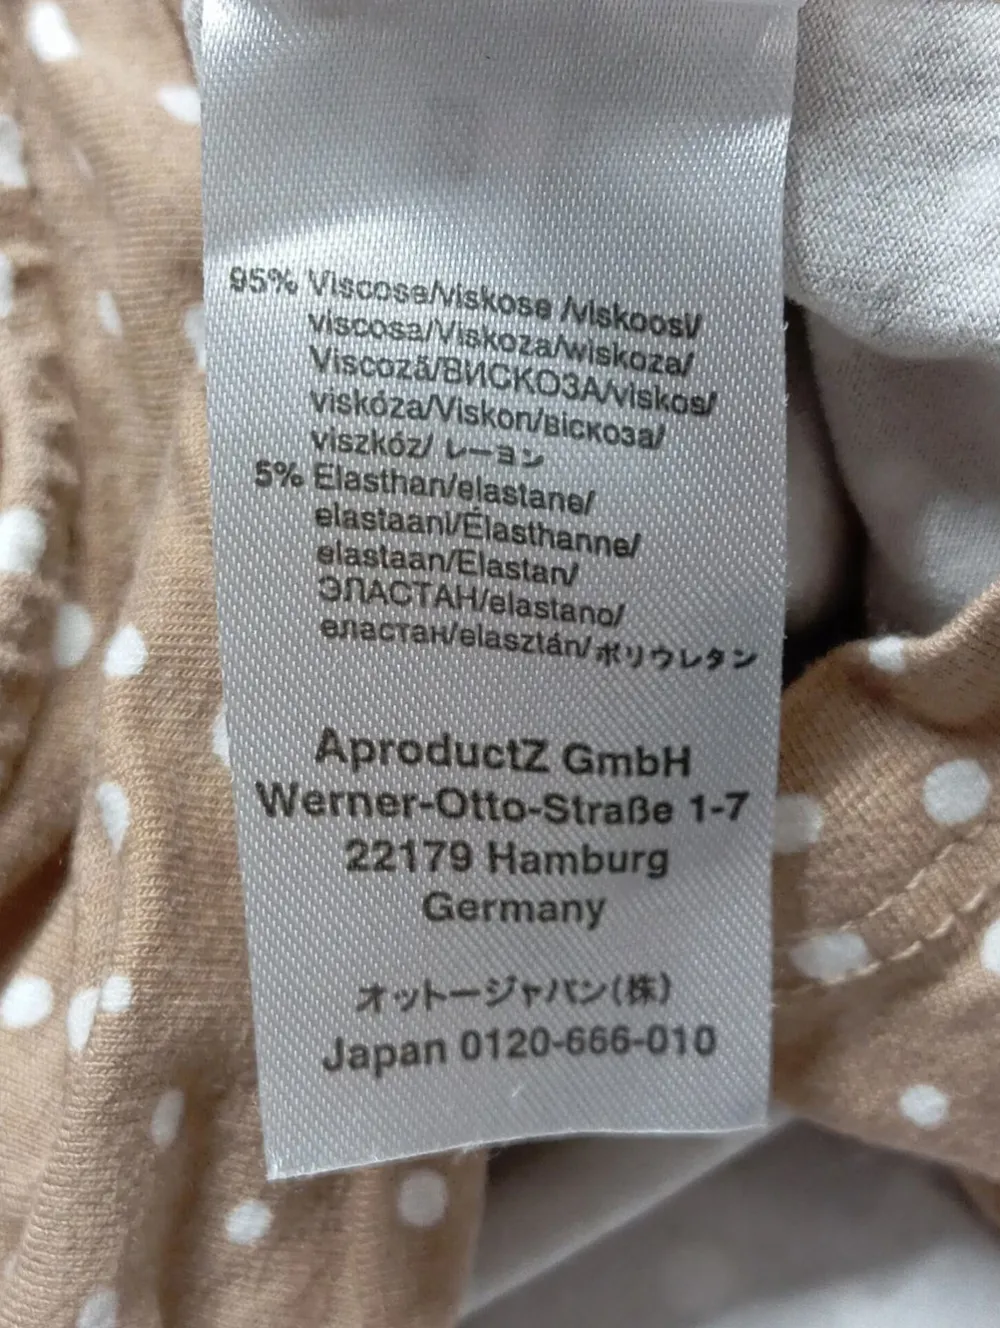 95% Viscose/viskose /viskoosi/
viscosa/Viskoza/wiskoza/
Viscoză/ВИСКОЗА/viskos/
viskóza/Viskon/віскоза/
viszkóz/ レーヨン
5% Elasthan/elastane/
elastaani/Élasthanne/
elastaan/Elastan/
ЭЛАСТАН/elastano/
еластан/elasztán/ポリウレタン
AproductZ GmbH
Werner-Otto-Straße 1-7
22179 Hamburg
Germany
オットージャパン(株)
Japan 0120-666-010